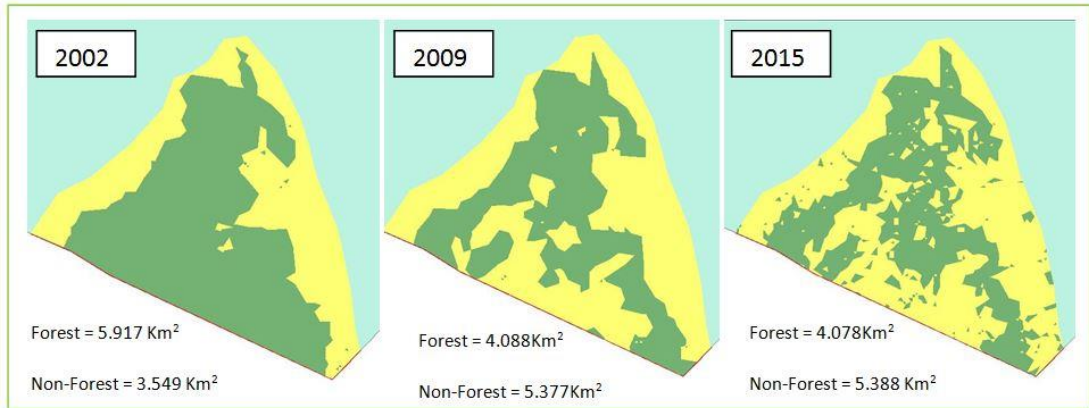 2002
Forest = 5.917 Km²
Non-Forest = 3.549 Km²
2009
Forest = 4.088Km²
Non-Forest = 5.377Km²
2015
Forest = 4.078Km²
Non-Forest = 5.388 Km²